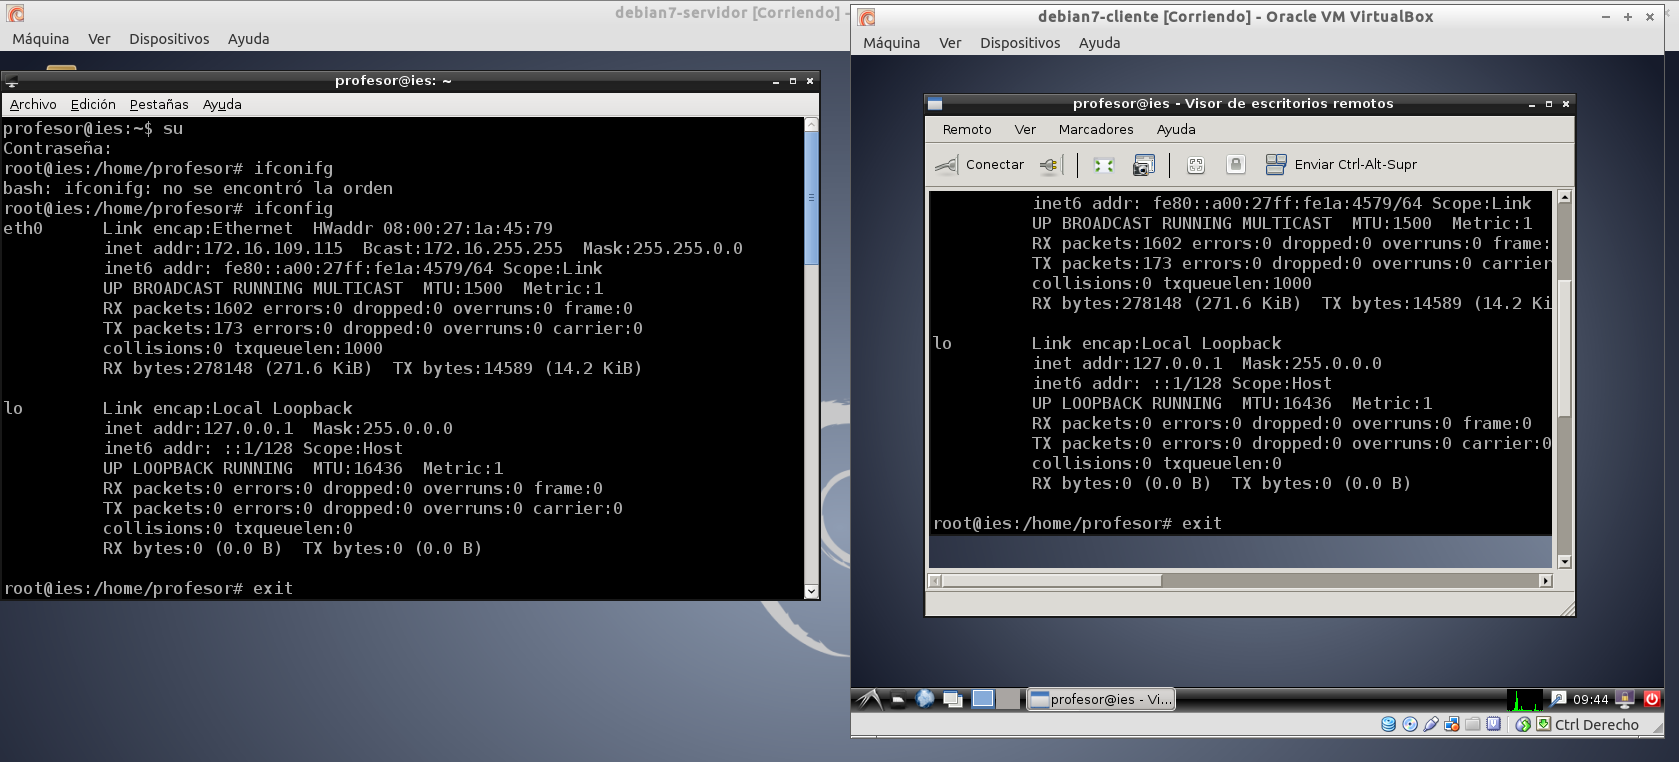 debian7-servidor [Corriendo] -
Máquina Ver Dispositivos Ayuda
profesor@ies: ~
Archivo Edición Pestañas Ayuda
profesor@ies:~$ su
Contraseña:
root@ies:/home/profesor# ifconifg
bash: ifconifg: no se encontró la orden
root@ies:/home/profesor# ifconfig
eth0      Link encap:Ethernet  HWaddr 08:00:27:1a:45:79
          inet addr:172.16.109.115  Bcast:172.16.255.255  Mask:255.255.0.0
          inet6 addr: fe80::a00:27ff:fe1a:4579/64 Scope:Link
          UP BROADCAST RUNNING MULTICAST  MTU:1500  Metric:1
          RX packets:1602 errors:0 dropped:0 overruns:0 frame:0
          TX packets:173 errors:0 dropped:0 overruns:0 carrier:0
          collisions:0 txqueuelen:1000
          RX bytes:278148 (271.6 KiB)  TX bytes:14589 (14.2 KiB)
lo        Link encap:Local Loopback
          inet addr:127.0.0.1  Mask:255.0.0.0
          inet6 addr: ::1/128 Scope:Host
          UP LOOPBACK RUNNING  MTU:16436  Metric:1
          RX packets:0 errors:0 dropped:0 overruns:0 frame:0
          TX packets:0 errors:0 dropped:0 overruns:0 carrier:0
          collisions:0 txqueuelen:0
          RX bytes:0 (0.0 B)  TX bytes:0 (0.0 B)
root@ies:/home/profesor# exit
debian7-cliente [Corriendo] - Oracle VM VirtualBox
Máquina Ver Dispositivos Ayuda
profesor@ies - Visor de escritorios remotos
Remoto Ver Marcadores Ayuda
Conectar Enviar Ctrl-Alt-Supr
          inet6 addr: fe80::a00:27ff:fe1a:4579/64 Scope:Link
          UP BROADCAST RUNNING MULTICAST  MTU:1500  Metric:1
          RX packets:1602 errors:0 dropped:0 overruns:0 frame:
          TX packets:173 errors:0 dropped:0 overruns:0 carrier
          collisions:0 txqueuelen:1000
          RX bytes:278148 (271.6 KiB)  TX bytes:14589 (14.2 Ki
lo        Link encap:Local Loopback
          inet addr:127.0.0.1  Mask:255.0.0.0
          inet6 addr: ::1/128 Scope:Host
          UP LOOPBACK RUNNING  MTU:16436  Metric:1
          RX packets:0 errors:0 dropped:0 overruns:0 frame:0
          TX packets:0 errors:0 dropped:0 overruns:0 carrier:0
          collisions:0 txqueuelen:0
          RX bytes:0 (0.0 B)  TX bytes:0 (0.0 B)
root@ies:/home/profesor# exit
profesor@ies - Vi... 09:44
Ctrl Derecho